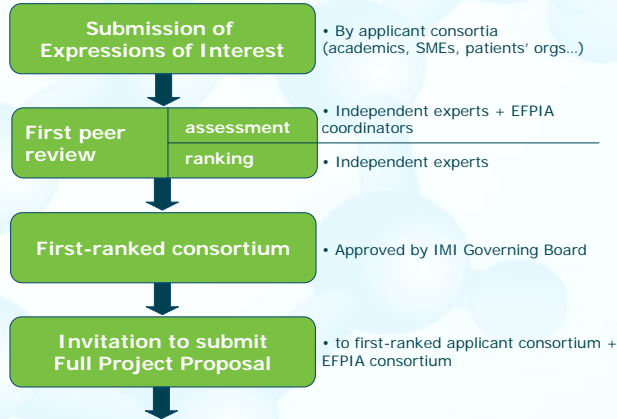 Submission of
Expressions of Interest
• By applicant consortia
(academics, SMEs, patients' orgs...)
First peer
review
assessment
• Independent experts + EFPIA
coordinators
ranking
• Independent experts
First-ranked consortium
• Approved by IMI Governing Board
Invitation to submit
Full Project Proposal
• to first-ranked applicant consortium +
EFPIA consortium